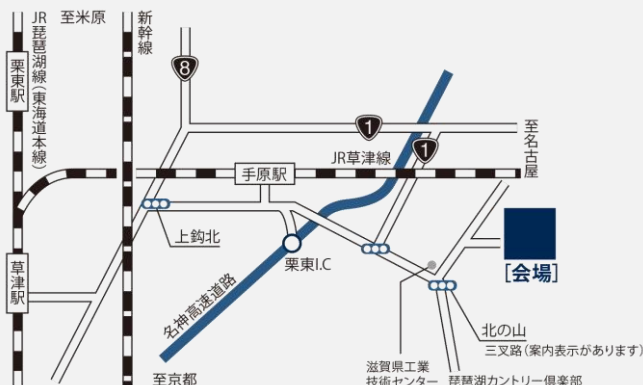 至米原
JR琵琶湖線(東海道本線)
新幹線
栗東駅
8
1
至名古屋
JR草津線
1
手原駅
上鈎北
栗東I.C
草津駅
名神高速道路
[会場]
北の山
三叉路(案内表示があります)
滋賀県工業
技術センター
琵琶湖カントリー倶楽部
至京都